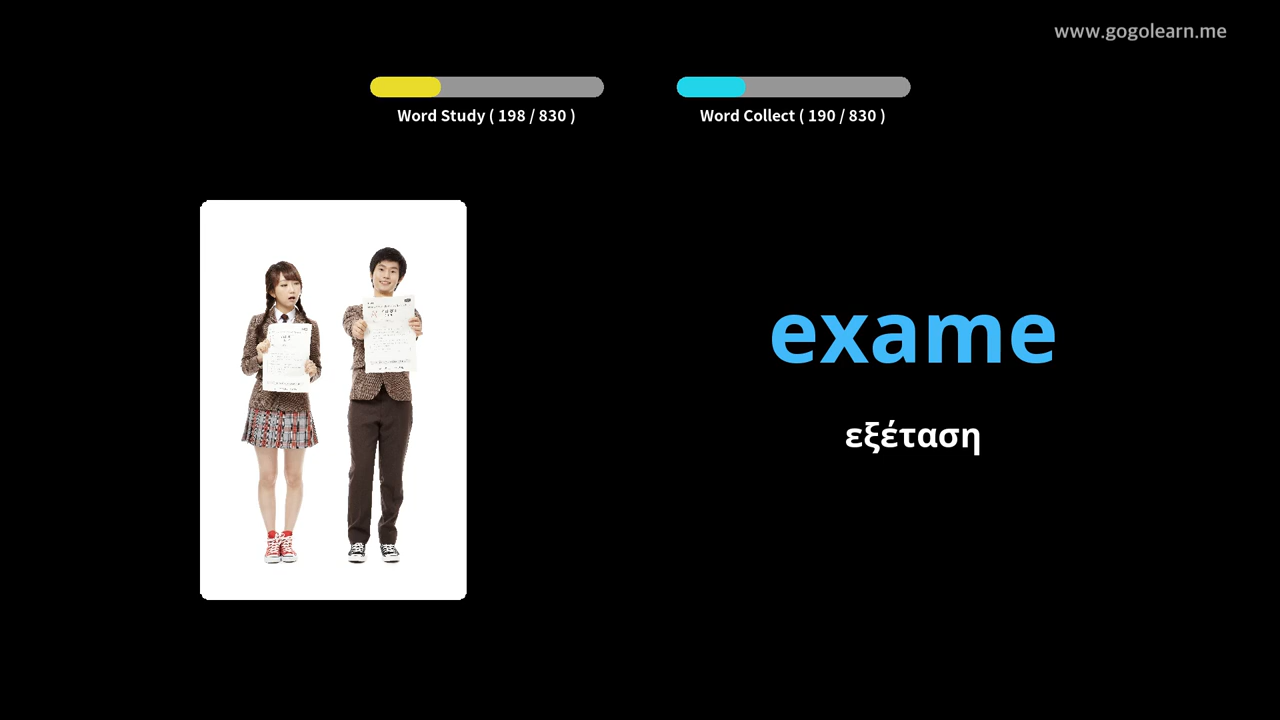 www.gogolearn.me
Word Study ( 198 / 830 )
Word Collect ( 190 / 830 )
exame
εξέταση